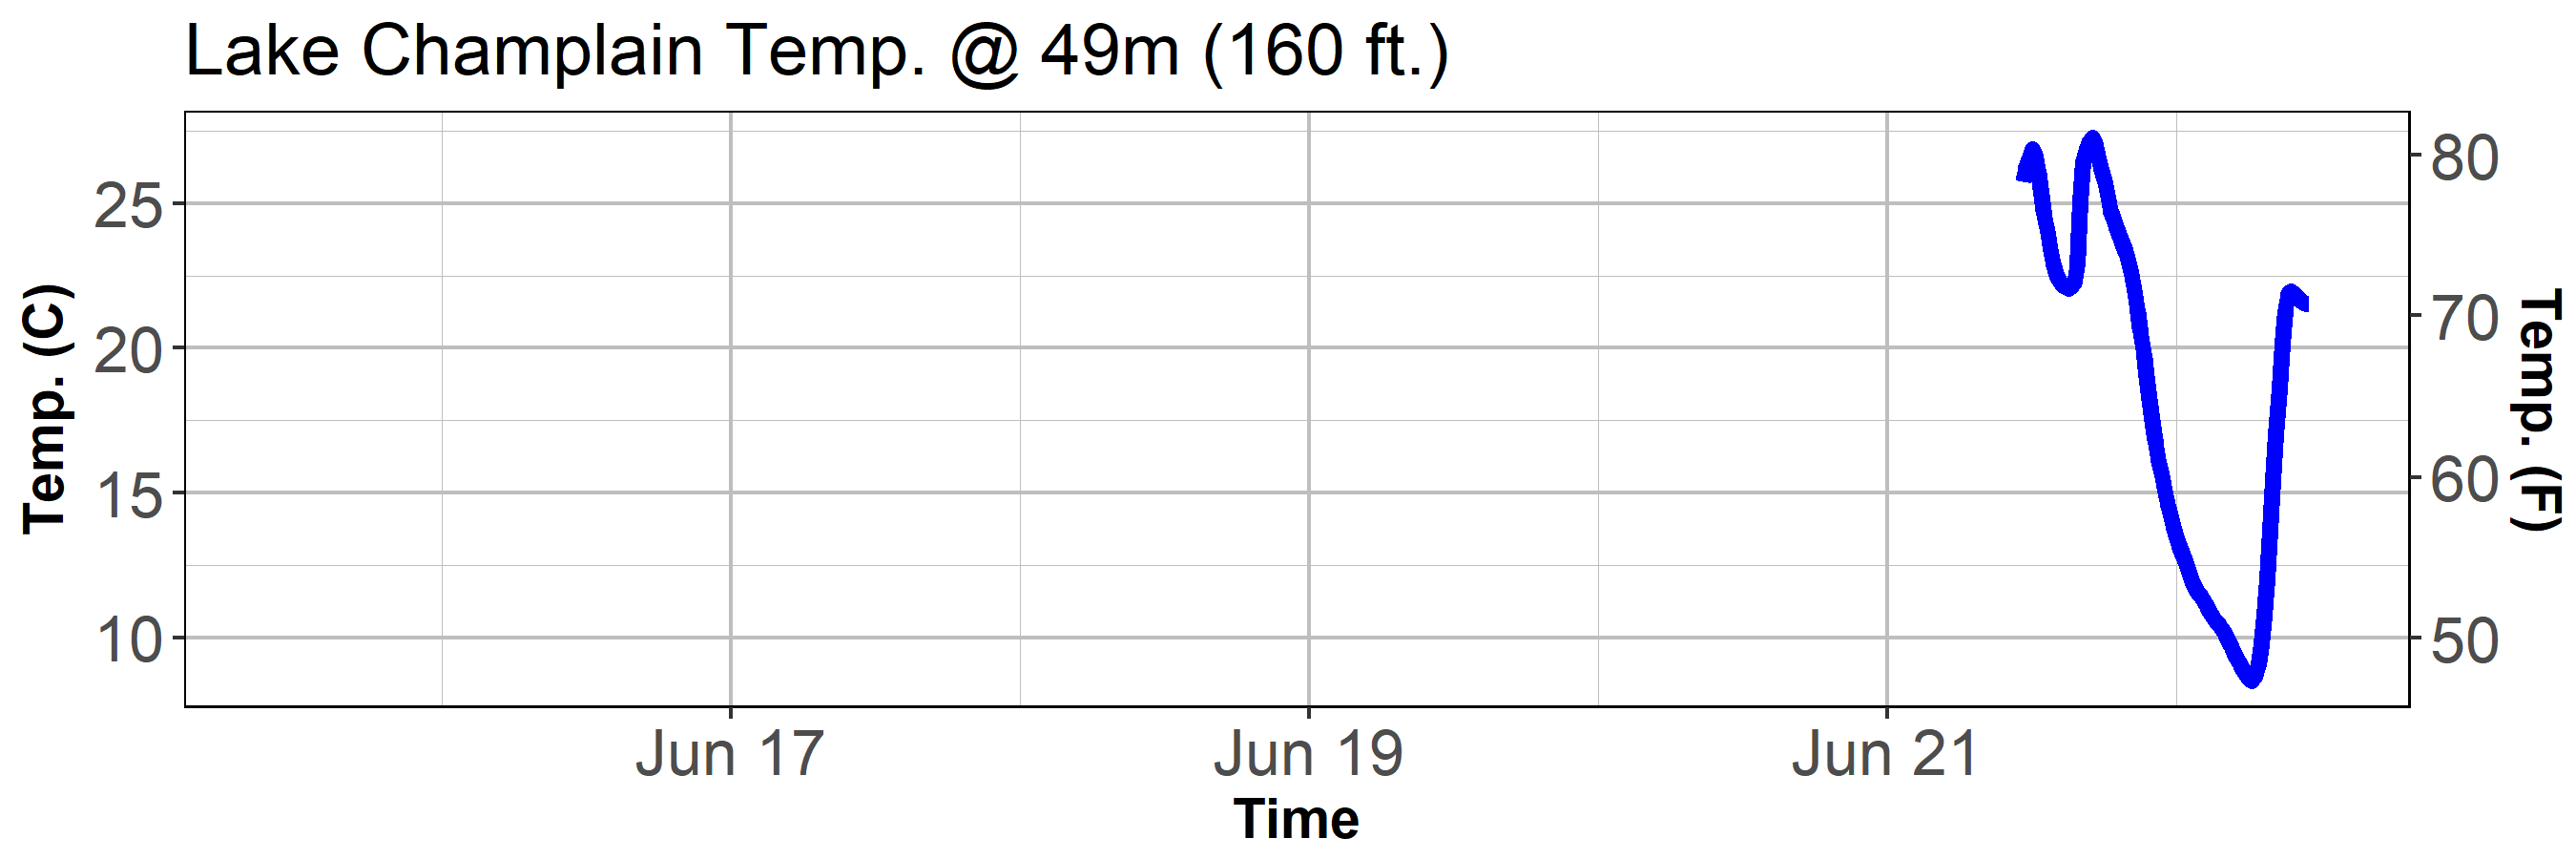 Lake Champlain Temp. @ 49m (160 ft.)
Temp. (C)
25
20
15
10
80
70
60
50
Temp. (F)
Jun 17
Jun 19
Jun 21
Time